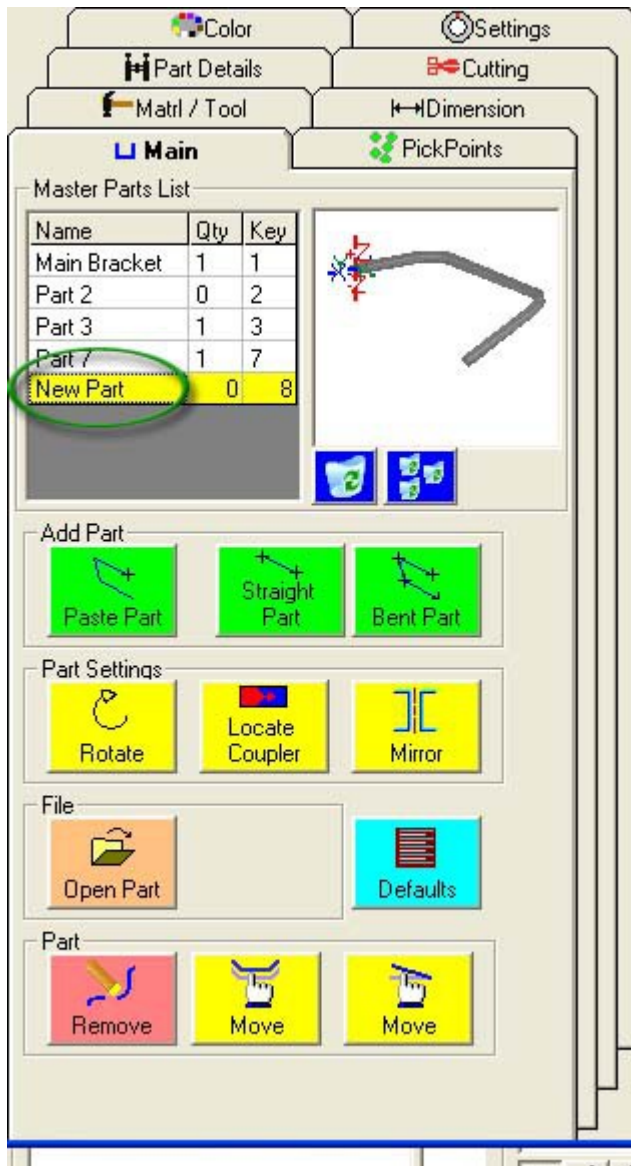 Color Settings
Part Details Cutting
Matrl / Tool Dimension
Main PickPoints
Master Parts List
Name Qty Key
Main Bracket 1 1
Part 2 0 2
Part 3 1 3
Part 7 1 7
New Part 0 8
Add Part
Paste Part
Straight
Part
Bent Part
Part Settings
Rotate
Locate
Coupler
Mirror
File
Open Part
Defaults
Part
Remove Move Move